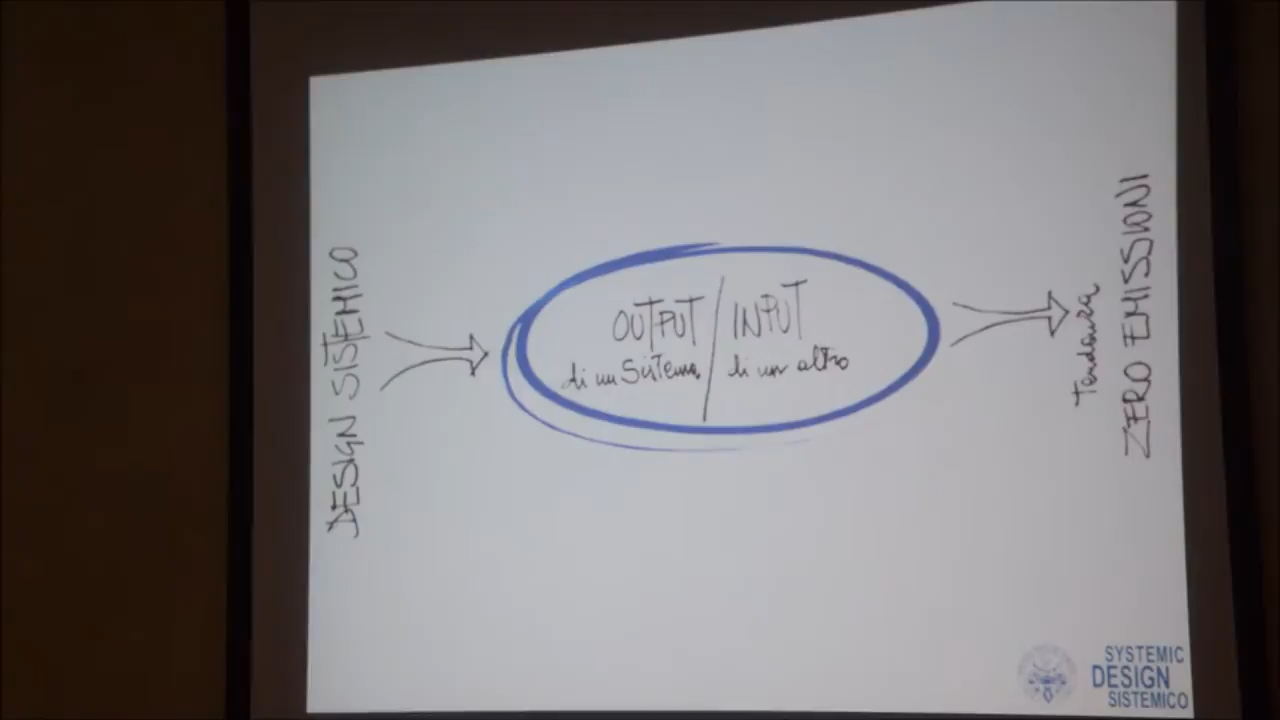 DESIGN SISTEMICO
OUTPUT / INPUT
di un Sistema / di un altro
Tendenza
ZERO EMISSIONI
SYSTEMIC
DESIGN
SISTEMICO